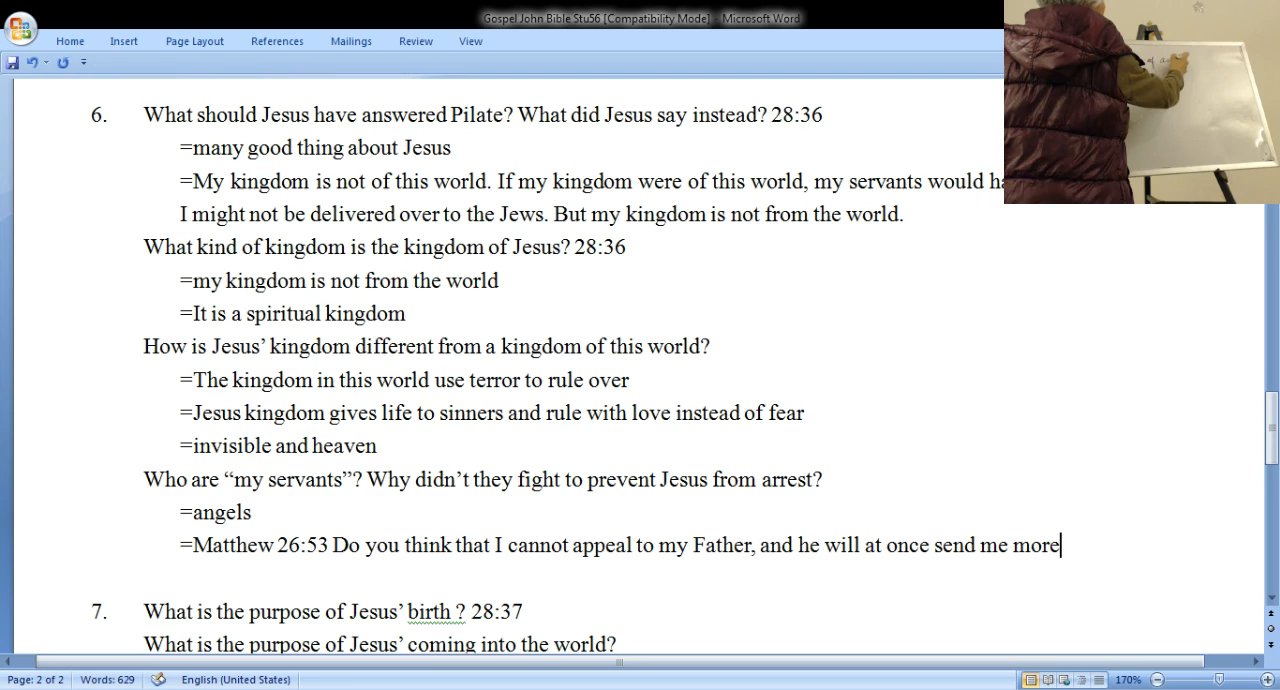 Gospel John Bible Stu56 [Compatibility Mode] - Microsoft Word
Home Insert Page Layout References Mailings Review View
6. What should Jesus have answered Pilate? What did Jesus say instead? 28:36
=many good thing about Jesus
=My kingdom is not of this world. If my kingdom were of this world, my servants would
I might not be delivered over to the Jews. But my kingdom is not from the world.
What kind of kingdom is the kingdom of Jesus? 28:36
=my kingdom is not from the world
=It is a spiritual kingdom
How is Jesus’ kingdom different from a kingdom of this world?
=The kingdom in this world use terror to rule over
=Jesus kingdom gives life to sinners and rule with love instead of fear
=invisible and heaven
Who are “my servants”? Why didn’t they fight to prevent Jesus from arrest?
=angels
=Matthew 26:53 Do you think that I cannot appeal to my Father, and he will at once send me more
7. What is the purpose of Jesus’ birth ? 28:37
What is the purpose of Jesus’ coming into the world?
Page: 2 of 2 Words: 629 English (United States) 170%